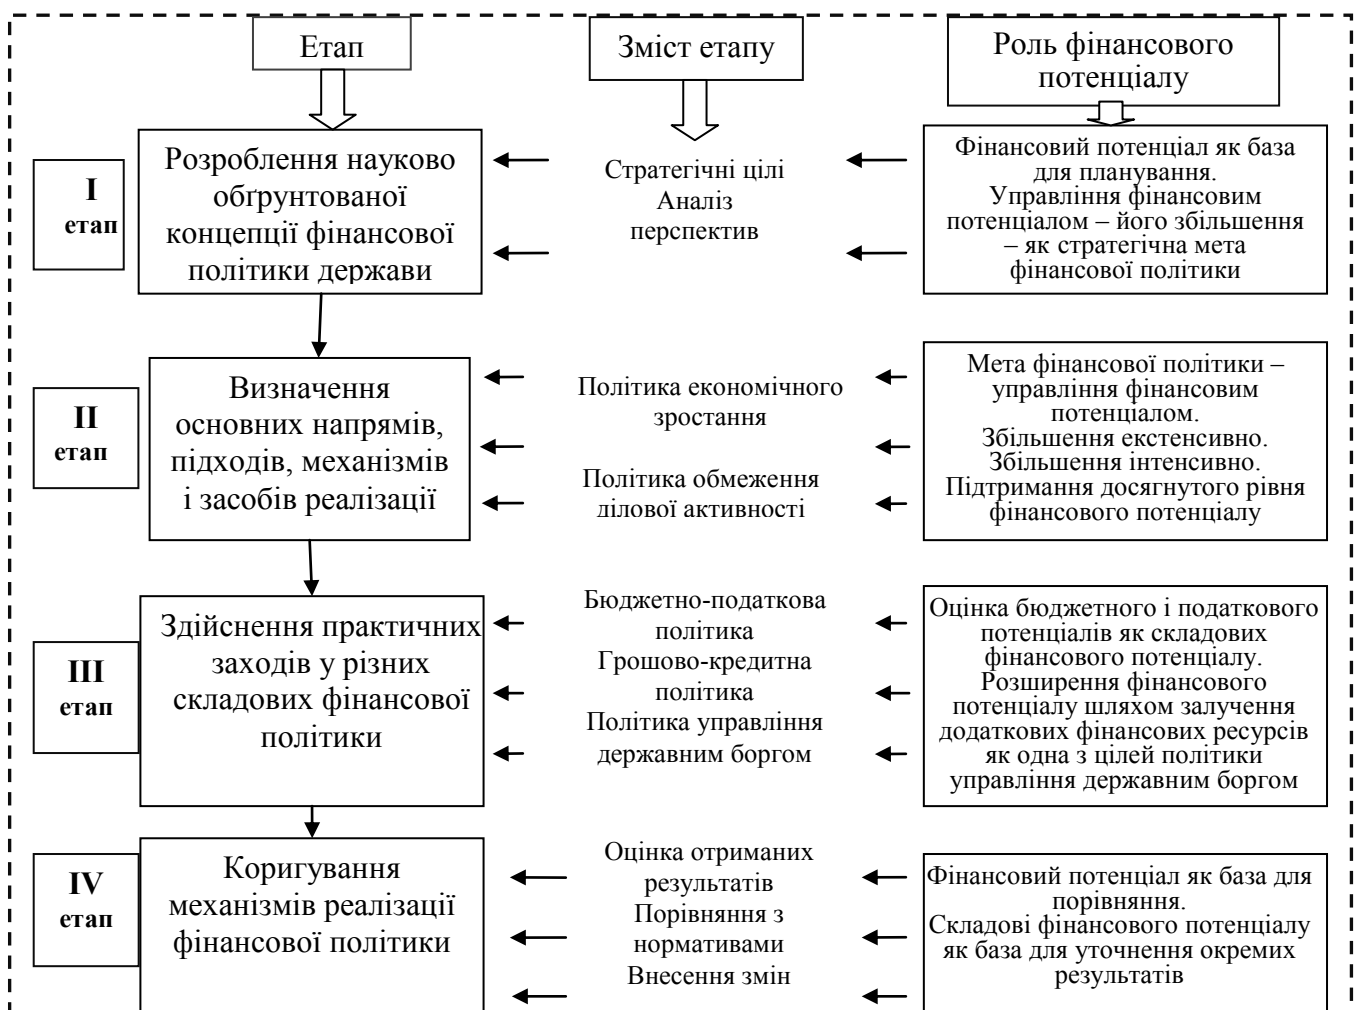 Етап
Зміст етапу
Роль фінансового
потенціалу
I
етап
Розроблення науково
обґрунтованої
концепції фінансової
політики держави
Стратегічні цілі
Аналіз
перспектив
Фінансовий потенціал як база
для планування.
Управління фінансовим
потенціалом – його збільшення
– як стратегічна мета
фінансової політики
II
етап
Визначення
основних напрямів,
підходів, механізмів
і засобів реалізації
Політика економічного
зростання
Політика обмеження
ділової активності
Мета фінансової політики –
управління фінансовим
потенціалом.
Збільшення екстенсивно.
Збільшення інтенсивно.
Підтримання досягнутого рівня
фінансового потенціалу
III
етап
Здійснення практичних
заходів у різних
складових фінансової
політики
Бюджетно-податкова
політика
Грошово-кредитна
політика
Політика управління
державним боргом
Оцінка бюджетного і податкового
потенціалів як складових
фінансового потенціалу.
Розширення фінансового
потенціалу шляхом залучення
додаткових фінансових ресурсів
як одна з цілей політики
управління державним боргом
IV
етап
Коригування
механізмів реалізації
фінансової політики
Оцінка отриманих
результатів
Порівняння з
нормативами
Внесення змін
Фінансовий потенціал як база для
порівняння.
Складові фінансового потенціалу
як база для уточнення окремих
результатів